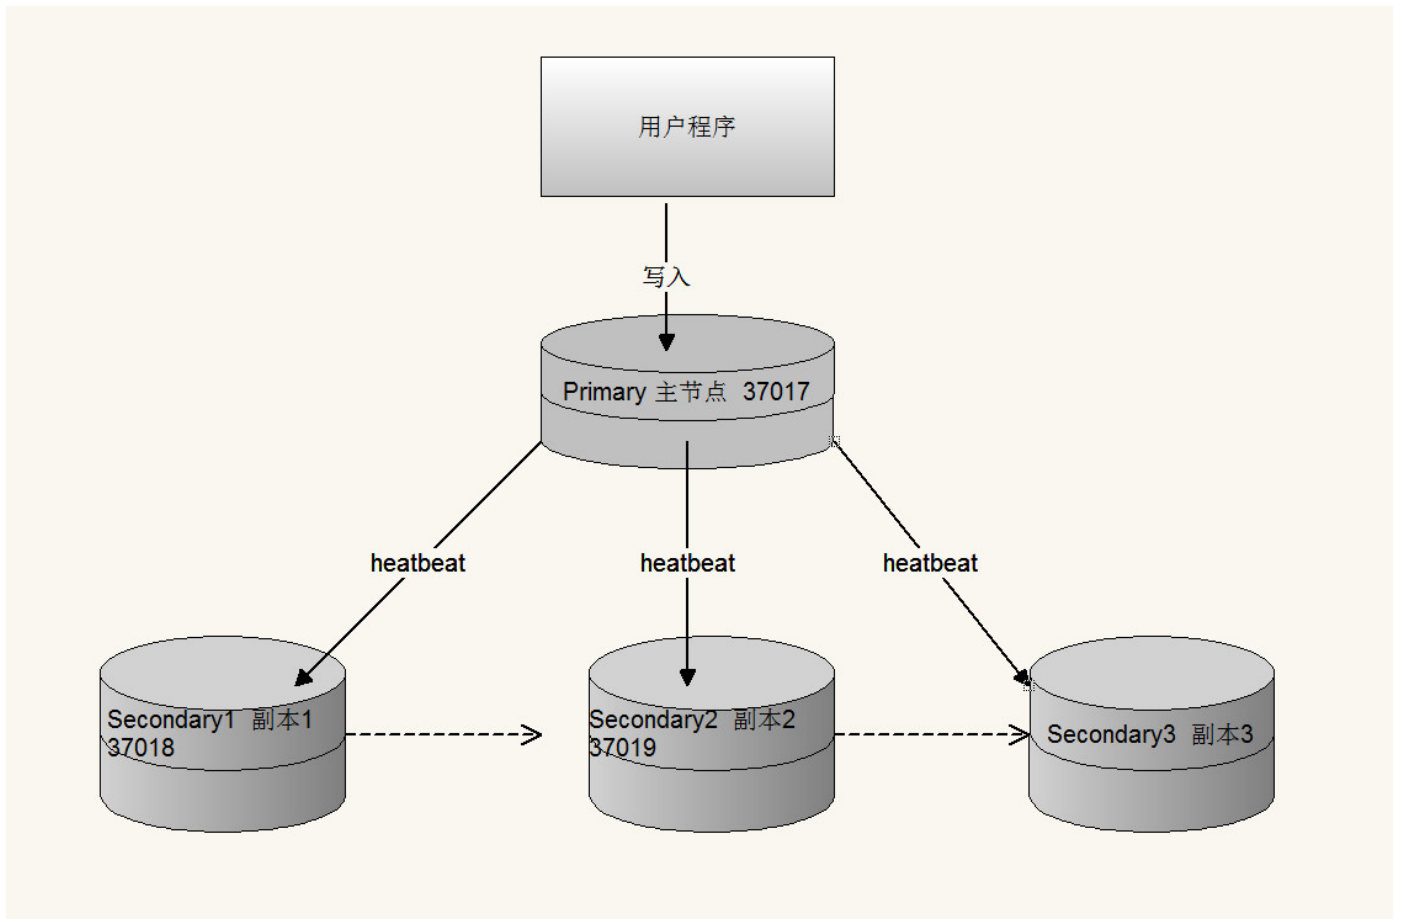 用户程序
写入
Primary 主节点 37017
heatbeat
heatbeat
heatbeat
Secondary1 副本1
37018
Secondary2 副本2
37019
Secondary3 副本3